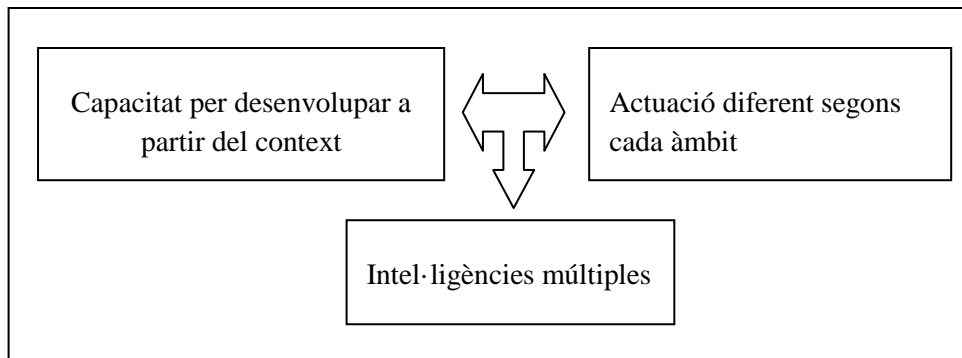 Capacitat per desenvolupar a
partir del context
Actuació diferent segons
cada àmbit
Intel·ligències múltiples